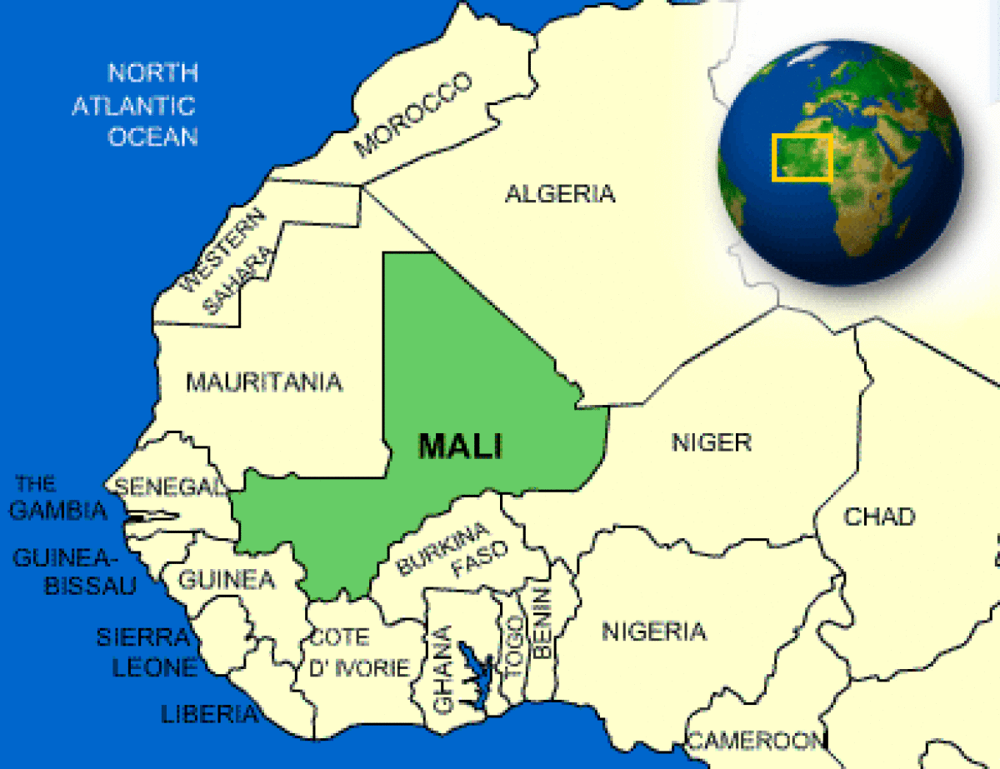 NORTH
ATLANTIC
OCEAN
MOROCCO
ALGERIA
WESTERN
SAHARA
MAURITANIA
MALI
NIGER
CHAD
THE
GAMBIA
SENEGAL
GUINEA-
BISSAU
GUINEA
BURKINA
FASO
SIERRA
LEONE
COTE
D' IVORIE
GHANA
TOGO
BENIN
NIGERIA
LIBERIA
CAMEROON